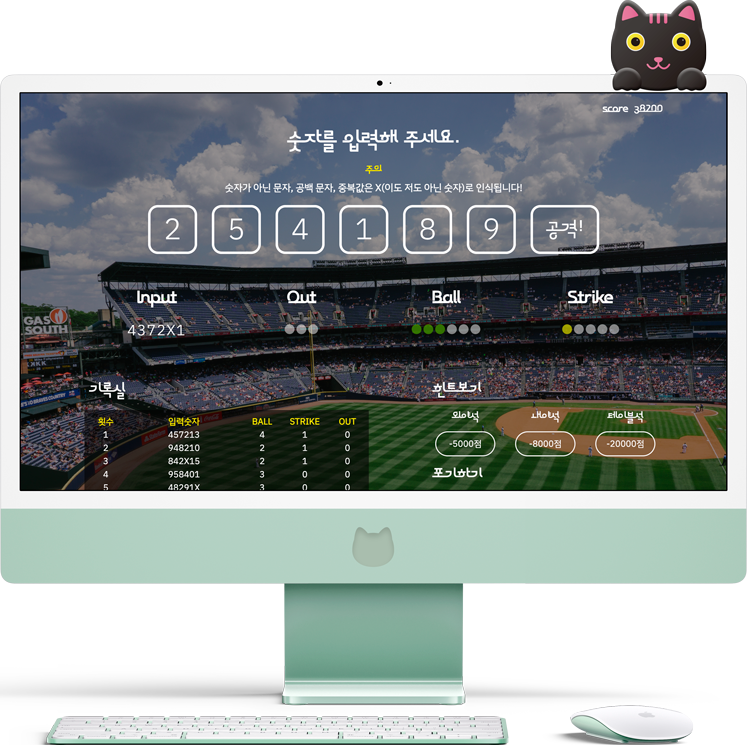 score 38200
숫자를 입력해 주세요.
주의
숫자가 아닌 문자, 공백 문자, 중복값은 X(이도 저도 아닌 숫자)로 인식됩니다!
2 5 4 1 8 9 공격!
Input Out Ball Strike
4372X1
기록실 힌트보기
횟수 입력숫자 BALL STRIKE OUT
1 457213 4 1 0
2 948210 2 1 0
3 842X15 2 1 0
4 958401 3 0 0
5 48291X 3 0 0
외야석 내야석 테이블석
-5000점 -8000점 -20000점
포기하기
GAS
SOUTH